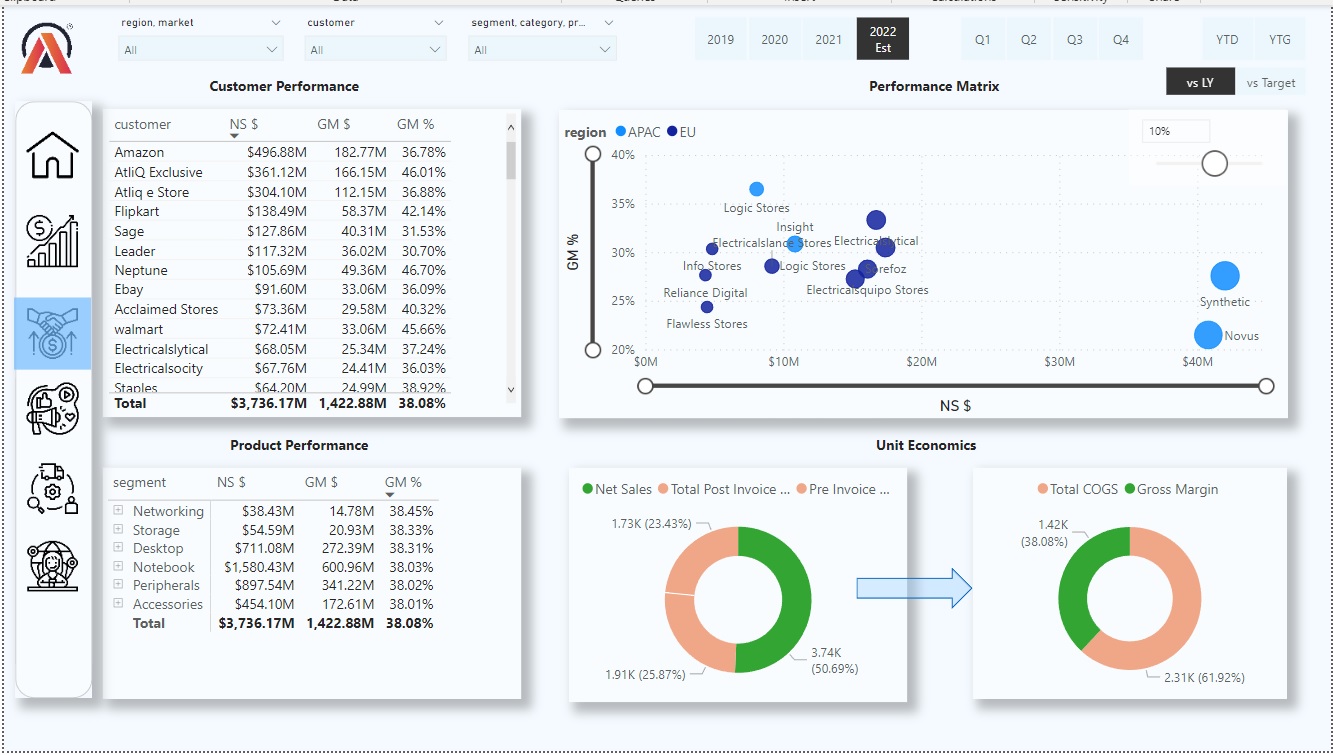 region, market
customer
segment, category, pr...
All
All
All
2019
2020
2021
2022
Est
Q1
Q2
Q3
Q4
YTD
YTG
vs LY
vs Target
Customer Performance
customer NS $ GM $ GM %
Amazon $496.88M 182.77M 36.78%
AtliQ Exclusive $361.12M 166.15M 46.01%
Atliq e Store $304.10M 112.15M 36.88%
Flipkart $138.49M 58.37M 42.14%
Sage $127.86M 40.31M 31.53%
Leader $117.32M 36.02M 30.70%
Neptune $105.69M 49.36M 46.70%
Ebay $91.60M 33.06M 36.09%
Acclaimed Stores $73.36M 29.58M 40.32%
walmart $72.41M 33.06M 45.66%
Electricalslytical $68.05M 25.34M 37.24%
Electricalsocity $67.76M 24.41M 36.03%
Staples $64.20M 24.99M 38.92%
Total $3,736.17M 1,422.88M 38.08%
Performance Matrix
region APAC EU
10%
GM %
40%
35%
30%
25%
20%
Logic Stores
Insight
Electricalslance Stores
Electricalslytical
Info Stores
Logic Stores
Reliance Digital
Electricalsquipo Stores
Flawless Stores
Synthetic
Novus
$0M
$10M
$20M
$30M
$40M
NS $
Product Performance
segment NS $ GM $ GM %
Networking $38.43M 14.78M 38.45%
Storage $54.59M 20.93M 38.33%
Desktop $711.08M 272.39M 38.31%
Notebook $1,580.43M 600.96M 38.03%
Peripherals $897.54M 341.22M 38.02%
Accessories $454.10M 172.61M 38.01%
Total $3,736.17M 1,422.88M 38.08%
Unit Economics
Net Sales Total Post Invoice ... Pre Invoice ...
1.73K (23.43%)
1.91K (25.87%)
3.74K
(50.69%)
Total COGS Gross Margin
1.42K
(38.08%)
2.31K (61.92%)